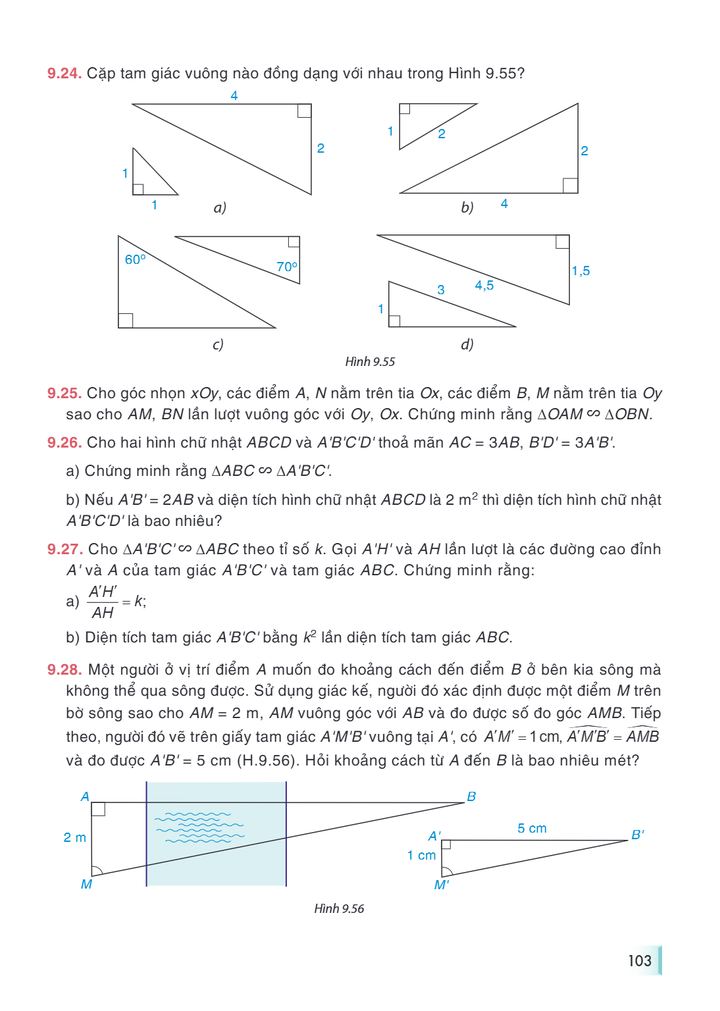 9.24. Cặp tam giác vuông nào đồng dạng với nhau trong Hình 9.55?
4
2
1
1
a)
1
2
2
4
b)
60º
70º
c)
1,5
4,5
3
1
d)
Hình 9.55
9.25. Cho góc nhọn xOy, các điểm A, N nằm trên tia Ox, các điểm B, M nằm trên tia Oy
sao cho AM, BN lần lượt vuông góc với Oy, Ox. Chứng minh rằng ∆OAM ∽ ∆OBN.
9.26. Cho hai hình chữ nhật ABCD và A'B'C'D' thoả mãn AC = 3AB, B'D' = 3A'B'.
a) Chứng minh rằng ∆ABC ∽ ∆A'B'C'.
b) Nếu A'B' = 2AB và diện tích hình chữ nhật ABCD là 2 m² thì diện tích hình chữ nhật
A'B'C'D' là bao nhiêu?
9.27. Cho ∆A'B'C' ∽ ∆ABC theo tỉ số k. Gọi A'H' và AH lần lượt là các đường cao đỉnh
A' và A của tam giác A'B'C' và tam giác ABC. Chứng minh rằng:
a) A'H'/AH = k;
b) Diện tích tam giác A'B'C' bằng k² lần diện tích tam giác ABC.
9.28. Một người ở vị trí điểm A muốn đo khoảng cách đến điểm B ở bên kia sông mà
không thể qua sông được. Sử dụng giác kế, người đó xác định được một điểm M trên
bờ sông sao cho AM = 2 m, AM vuông góc với AB và đo được số đo góc AMB. Tiếp
theo, người đó vẽ trên giấy tam giác A'M'B' vuông tại A', có A'M' = 1 cm, A'M'B' = AMB
và đo được A'B' = 5 cm (H.9.56). Hỏi khoảng cách từ A đến B là bao nhiêu mét?
A
B
2 m
M
A'
5 cm
B'
1 cm
M'
Hình 9.56
103